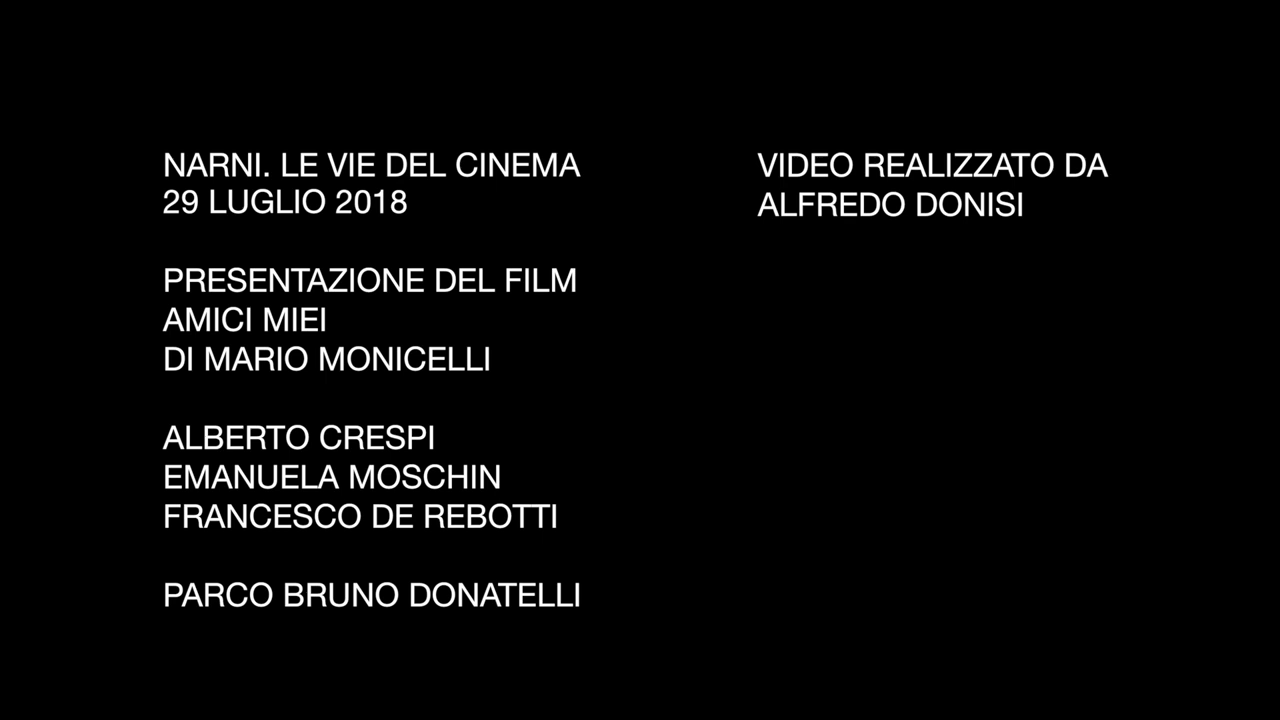 NARNI. LE VIE DEL CINEMA
29 LUGLIO 2018
PRESENTAZIONE DEL FILM
AMICI MIEI
DI MARIO MONICELLI
ALBERTO CRESPI
EMANUELA MOSCHIN
FRANCESCO DE REBOTTI
PARCO BRUNO DONATELLI
VIDEO REALIZZATO DA
ALFREDO DONISI